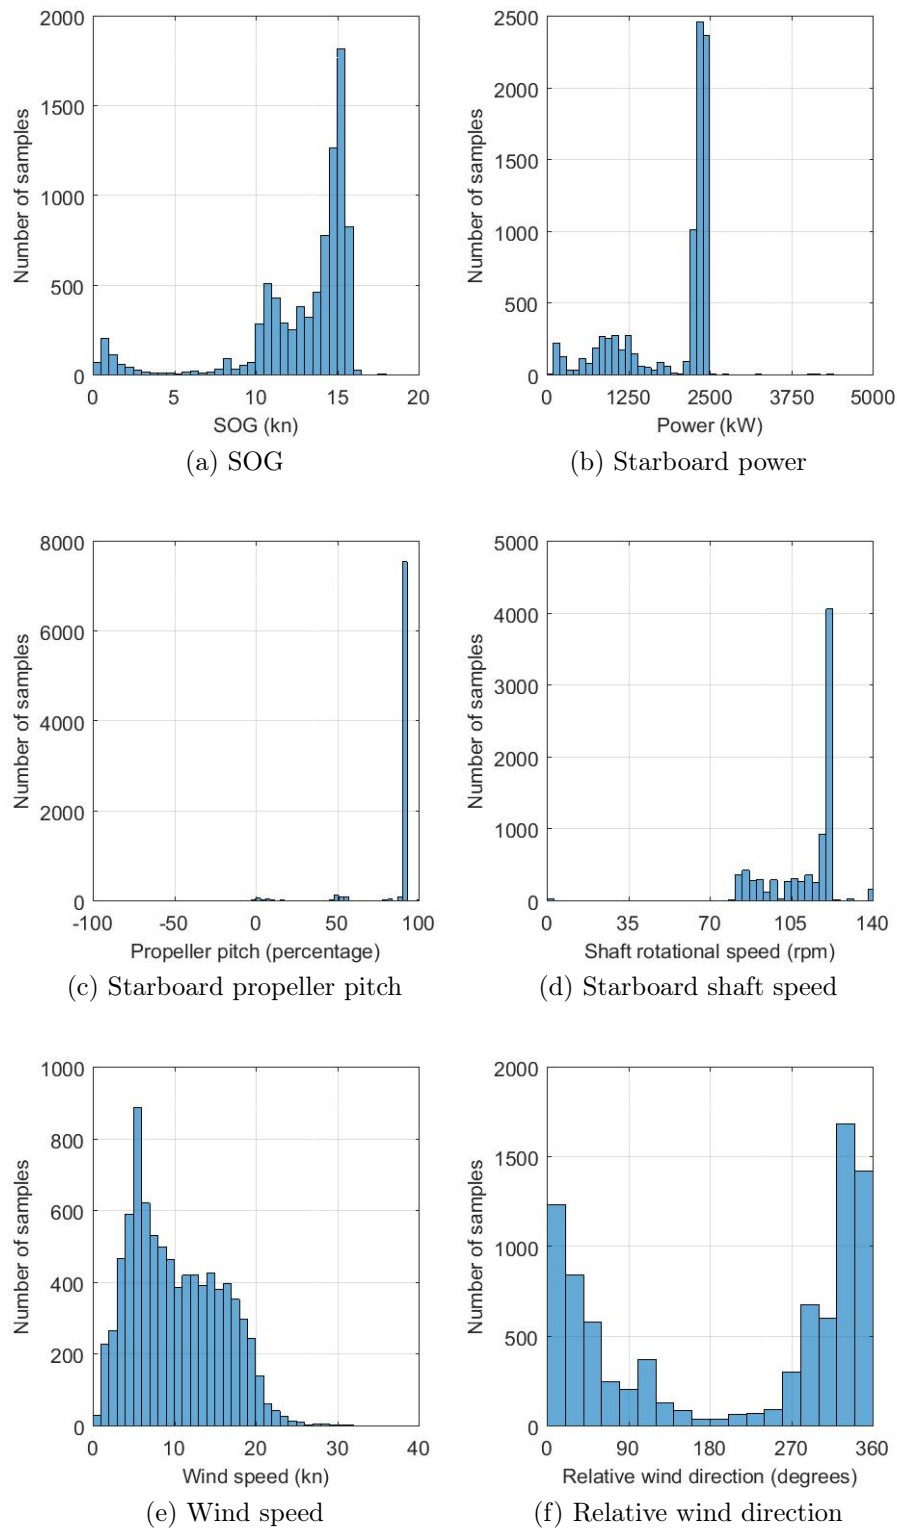 2000
1500
1000
500
0
Number of samples
0 5 10 15 20
SOG (kn)
(a) SOG
2500
2000
1500
1000
500
0
Number of samples
0 1250 2500 3750 5000
Power (kW)
(b) Starboard power
8000
6000
4000
2000
0
Number of samples
-100 -50 0 50 100
Propeller pitch (percentage)
(c) Starboard propeller pitch
5000
4000
3000
2000
1000
0
Number of samples
0 35 70 105 140
Shaft rotational speed (rpm)
(d) Starboard shaft speed
1000
800
600
400
200
0
Number of samples
0 10 20 30 40
Wind speed (kn)
(e) Wind speed
2000
1500
1000
500
0
Number of samples
0 90 180 270 360
Relative wind direction (degrees)
(f) Relative wind direction